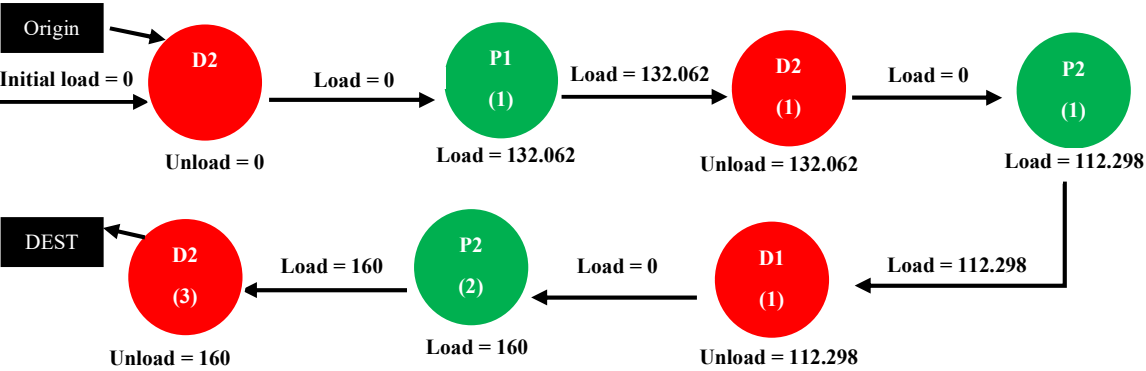 Origin
Initial load = 0
D2
Unload = 0
Load = 0
P1
(1)
Load = 132.062
Load = 132.062
D2
(1)
Unload = 132.062
Load = 0
P2
(1)
Load = 112.298
Load = 112.298
D1
(1)
Unload = 112.298
Load = 0
P2
(2)
Load = 160
Load = 160
D2
(3)
Unload = 160
DEST